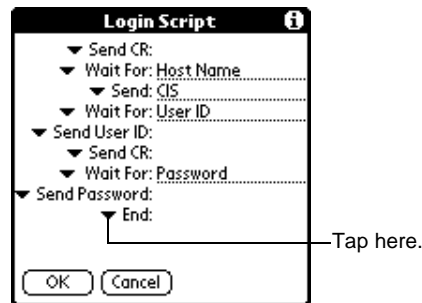 Login Script i
Send CR:
Wait For: Host Name
Send: CIS
Wait For: User ID
Send User ID:
Send CR:
Wait For: Password
Send Password:
End:
Tap here.
OK Cancel